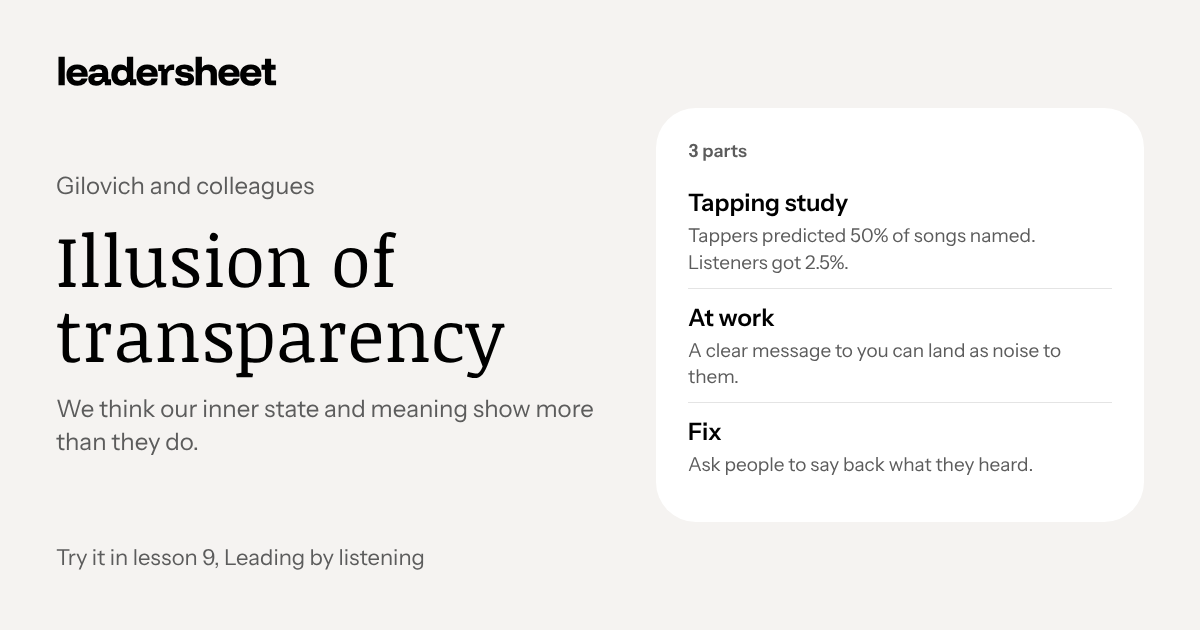 leadersheet
Gilovich and colleagues
Illusion of
transparency
We think our inner state and meaning show more
than they do.
Try it in lesson 9, Leading by listening
3 parts
Tapping study
Tappers predicted 50% of songs named.
Listeners got 2.5%.
At work
A clear message to you can land as noise to
them.
Fix
Ask people to say back what they heard.